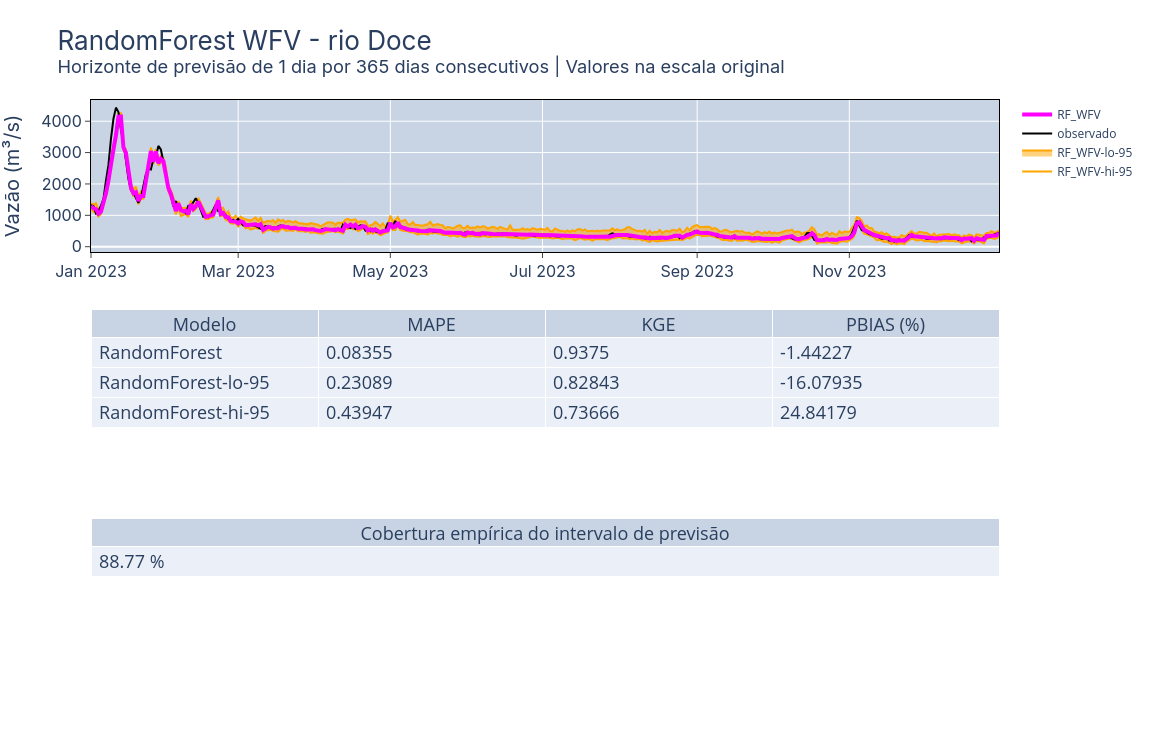 RandomForest WFV - rio Doce
Horizonte de previsão de 1 dia por 365 dias consecutivos | Valores na escala original
Vazão (m³/s)
4000
3000
2000
1000
0
Jan 2023 Mar 2023 May 2023 Jul 2023 Sep 2023 Nov 2023
RF_WFV
observado
RF_WFV-lo-95
RF_WFV-hi-95
Modelo MAPE KGE PBIAS (%)
RandomForest 0.08355 0.9375 -1.44227
RandomForest-lo-95 0.23089 0.82843 -16.07935
RandomForest-hi-95 0.43947 0.73666 24.84179
Cobertura empírica do intervalo de previsão
88.77 %